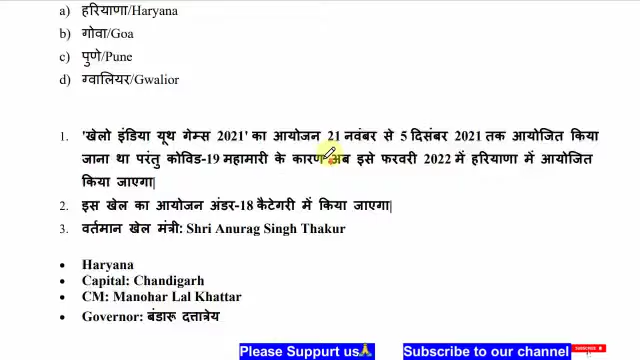 a) हरियाणा/Haryana
b) गोवा/Goa
c) पुणे/Pune
d) ग्वालियर/Gwalior
1. 'खेलो इंडिया यूथ गेम्स 2021' का आयोजन 21 नवंबर से 5 दिसंबर 2021 तक आयोजित किया
जाना था परंतु कोविड-19 महामारी के कारण अब इसे फरवरी 2022 में हरियाणा में आयोजित
किया जाएगा|
2. इस खेल का आयोजन अंडर-18 कैटेगरी में किया जाएगा|
3. वर्तमान खेल मंत्री: Shri Anurag Singh Thakur
• Haryana
• Capital: Chandigarh
• CM: Manohar Lal Khattar
• Governor: बंडारू दत्तात्रेय
Please Suppurt us🙏 Subscribe to our channel SUBSCRIBE